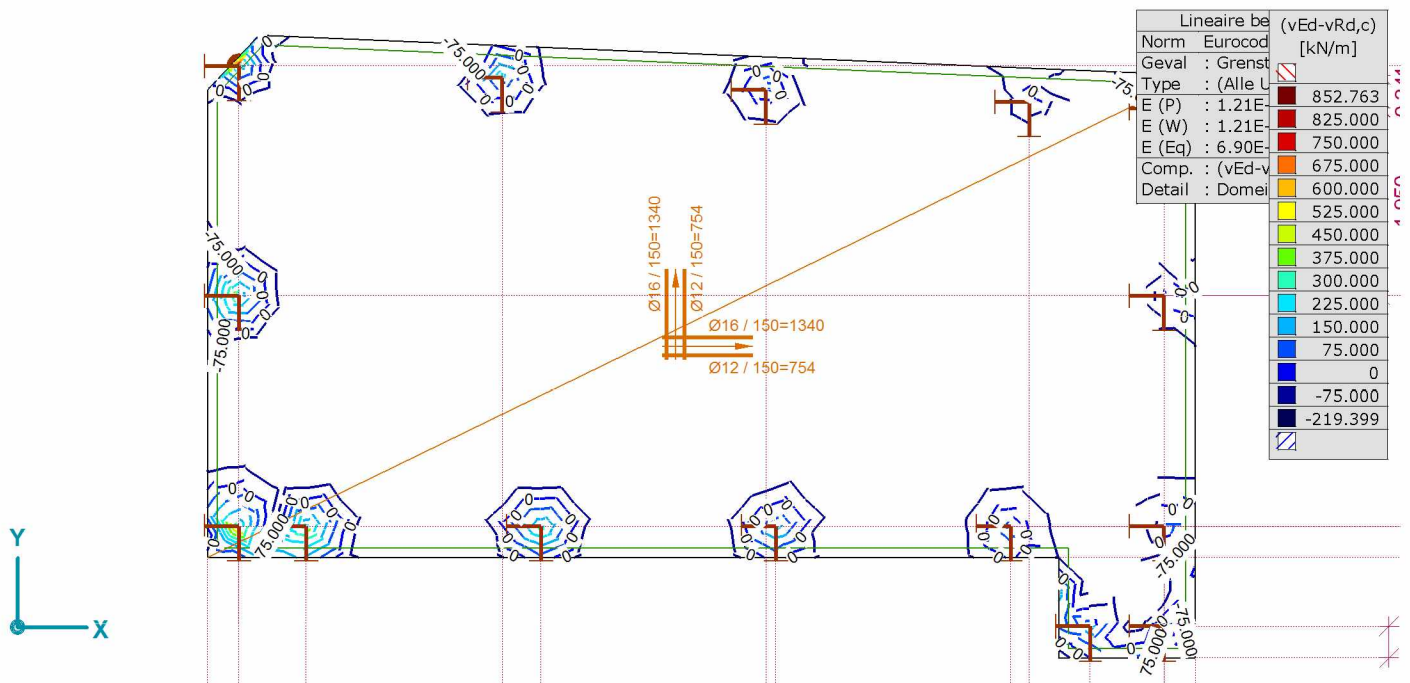 Lineaire be
Norm Eurocod
Geval : Grenst
Type : (Alle U
E (P) : 1.21E-
E (W) : 1.21E-
E (Eq) : 6.90E-
Comp. : (vEd-v
Detail : Domei
(vEd-vRd,c)
[kN/m]
852.763
825.000
750.000
675.000
600.000
525.000
450.000
375.000
300.000
225.000
150.000
75.000
0
-75.000
-219.399
-75.000
-75.000
-75.000
Ø16 / 150=1340
Ø12 / 150=754
Ø16 / 150=1340
Ø12 / 150=754
75.000
-75.000
-75.000
75.000
Y
X